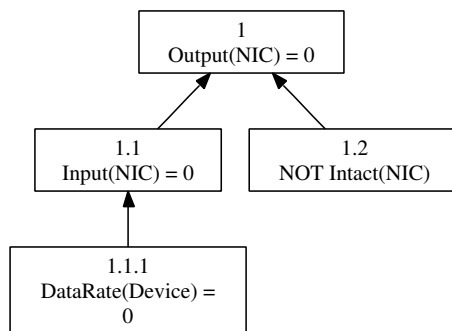 1
Output(NIC) = 0
1.1
Input(NIC) = 0
1.2
NOT Intact(NIC)
1.1.1
DataRate(Device) =
0